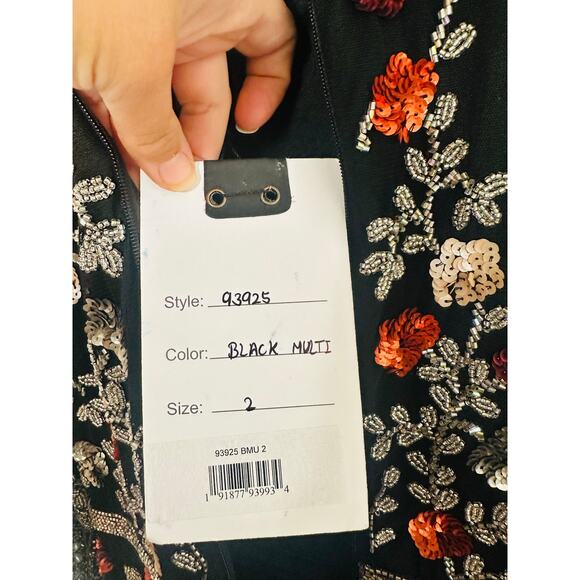 Style: 93925
Color: BLACK MULTI
Size: 2
93925 BMU 2
1 91877 93993 4